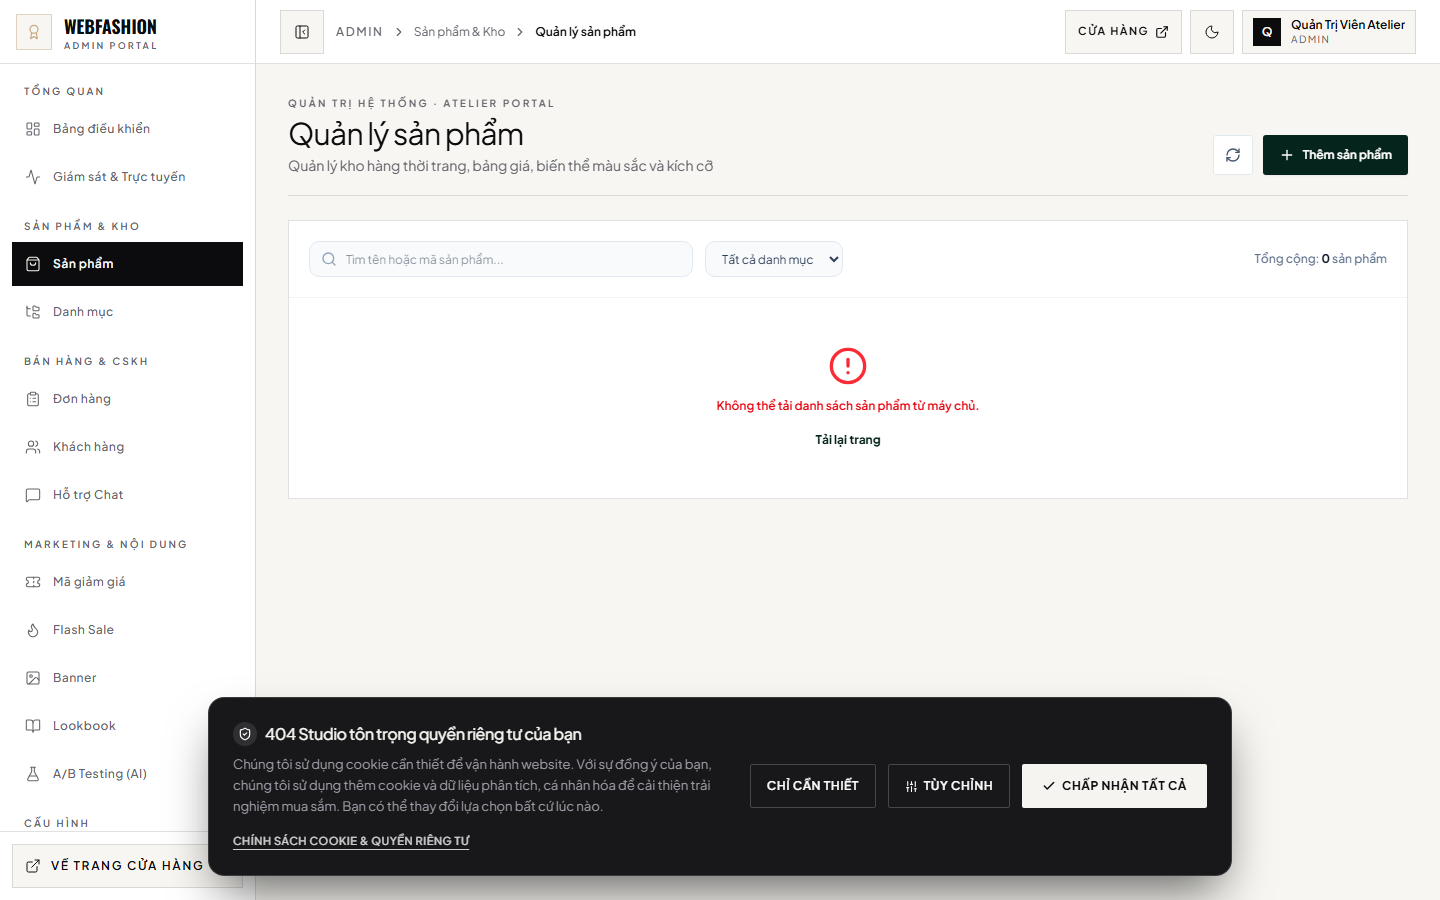 WEBFASHION
ADMIN PORTAL
TỔNG QUAN
Bảng điều khiển
Giám sát & Trực tuyến
SẢN PHẨM & KHO
Sản phẩm
Danh mục
BÁN HÀNG & CSKH
Đơn hàng
Khách hàng
Hỗ trợ Chat
MARKETING & NỘI DUNG
Mã giảm giá
Flash Sale
Banner
Lookbook
A/B Testing (AI)
CẤU HÌNH
VỀ TRANG CỬA HÀNG
ADMIN > Sản phẩm & Kho > Quản lý sản phẩm
CỬA HÀNG
Q
Quản Trị Viên Atelier
ADMIN
QUẢN TRỊ HỆ THỐNG · ATELIER PORTAL
Quản lý sản phẩm
Quản lý kho hàng thời trang, bảng giá, biến thể màu sắc và kích cỡ
Thêm sản phẩm
Tìm tên hoặc mã sản phẩm...
Tất cả danh mục
Tổng cộng: 0 sản phẩm
Không thể tải danh sách sản phẩm từ máy chủ.
Tải lại trang
404 Studio tôn trọng quyền riêng tư của bạn
Chúng tôi sử dụng cookie cần thiết để vận hành website. Với sự đồng ý của bạn,
chúng tôi sử dụng thêm cookie và dữ liệu phân tích, cá nhân hóa để cải thiện trải
nghiệm mua sắm. Bạn có thể thay đổi lựa chọn bất cứ lúc nào.
CHÍNH SÁCH COOKIE & QUYỀN RIÊNG TƯ
CHỈ CẦN THIẾT
TÙY CHỈNH
CHẤP NHẬN TẤT CẢ